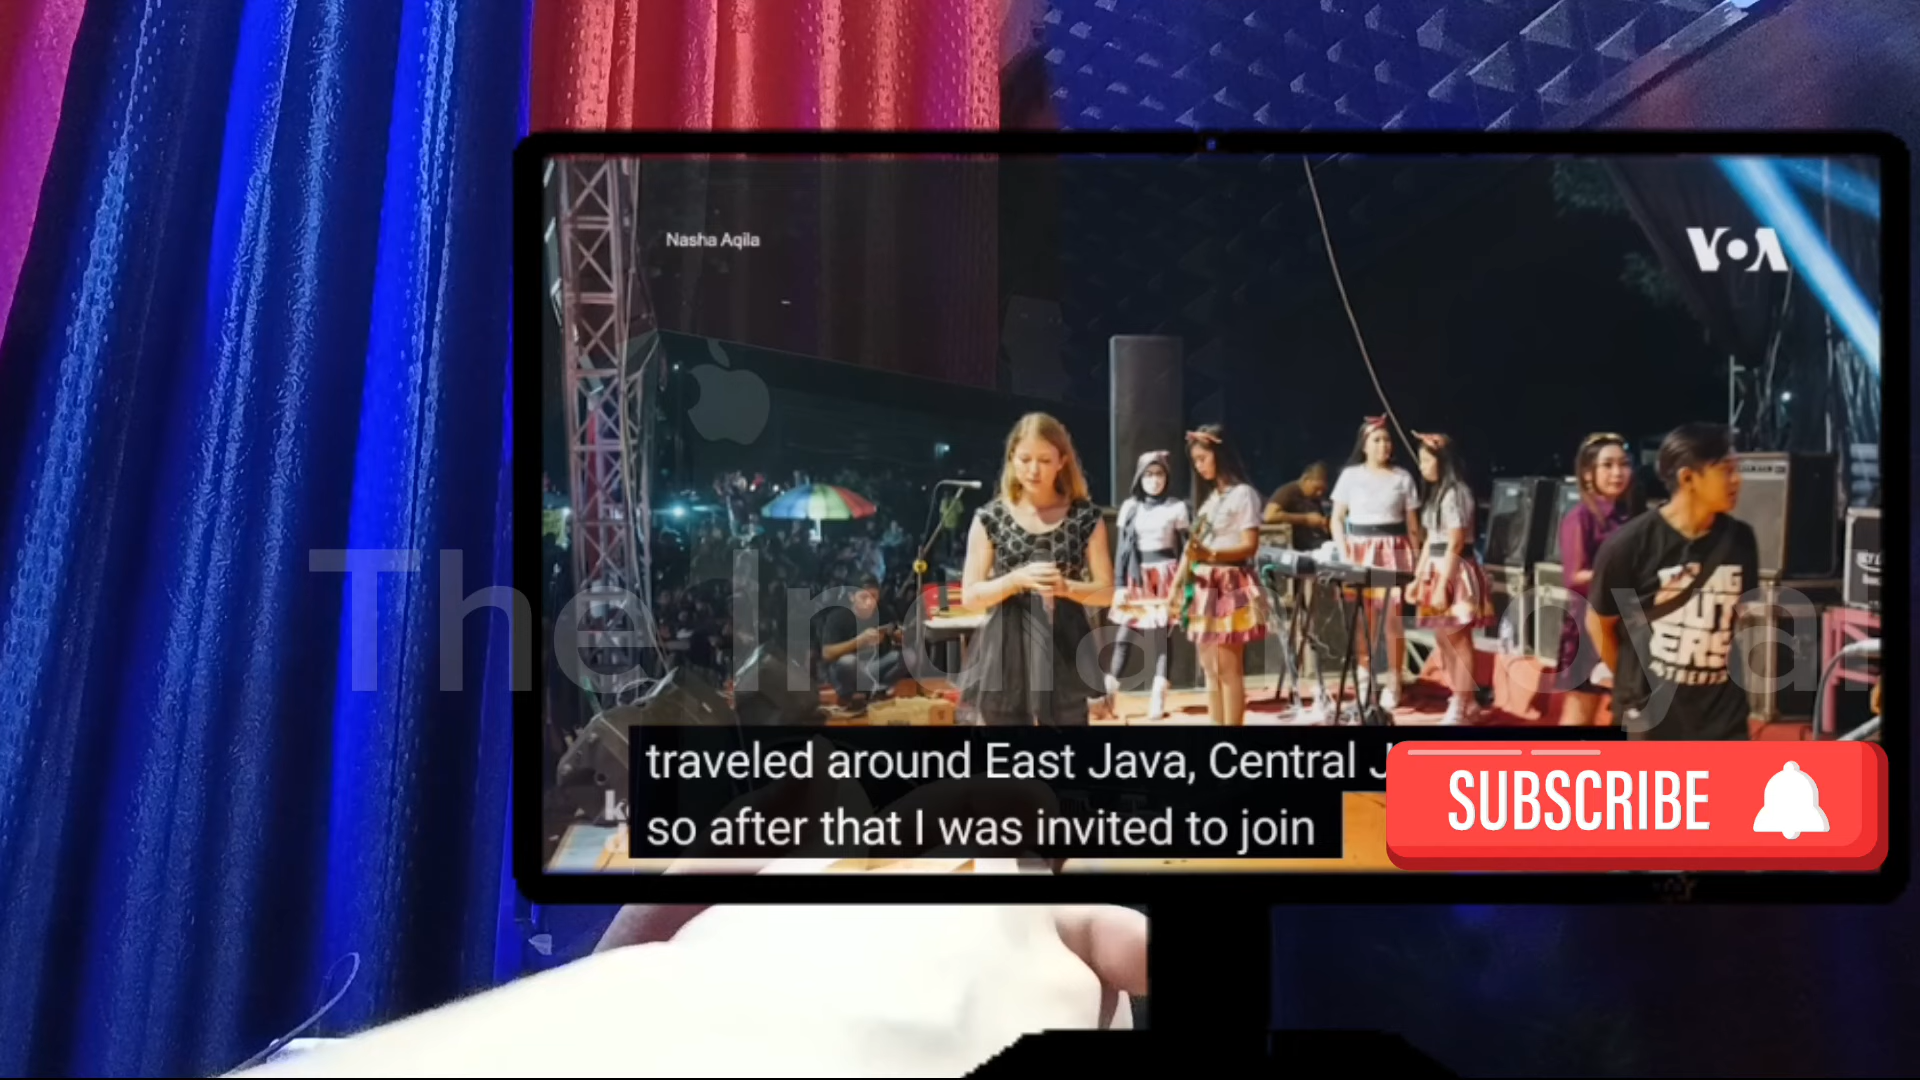 Nasha Aqila
VOA
The Indian Royal
traveled around East Java, Central J
so after that I was invited to join
SUBSCRIBE